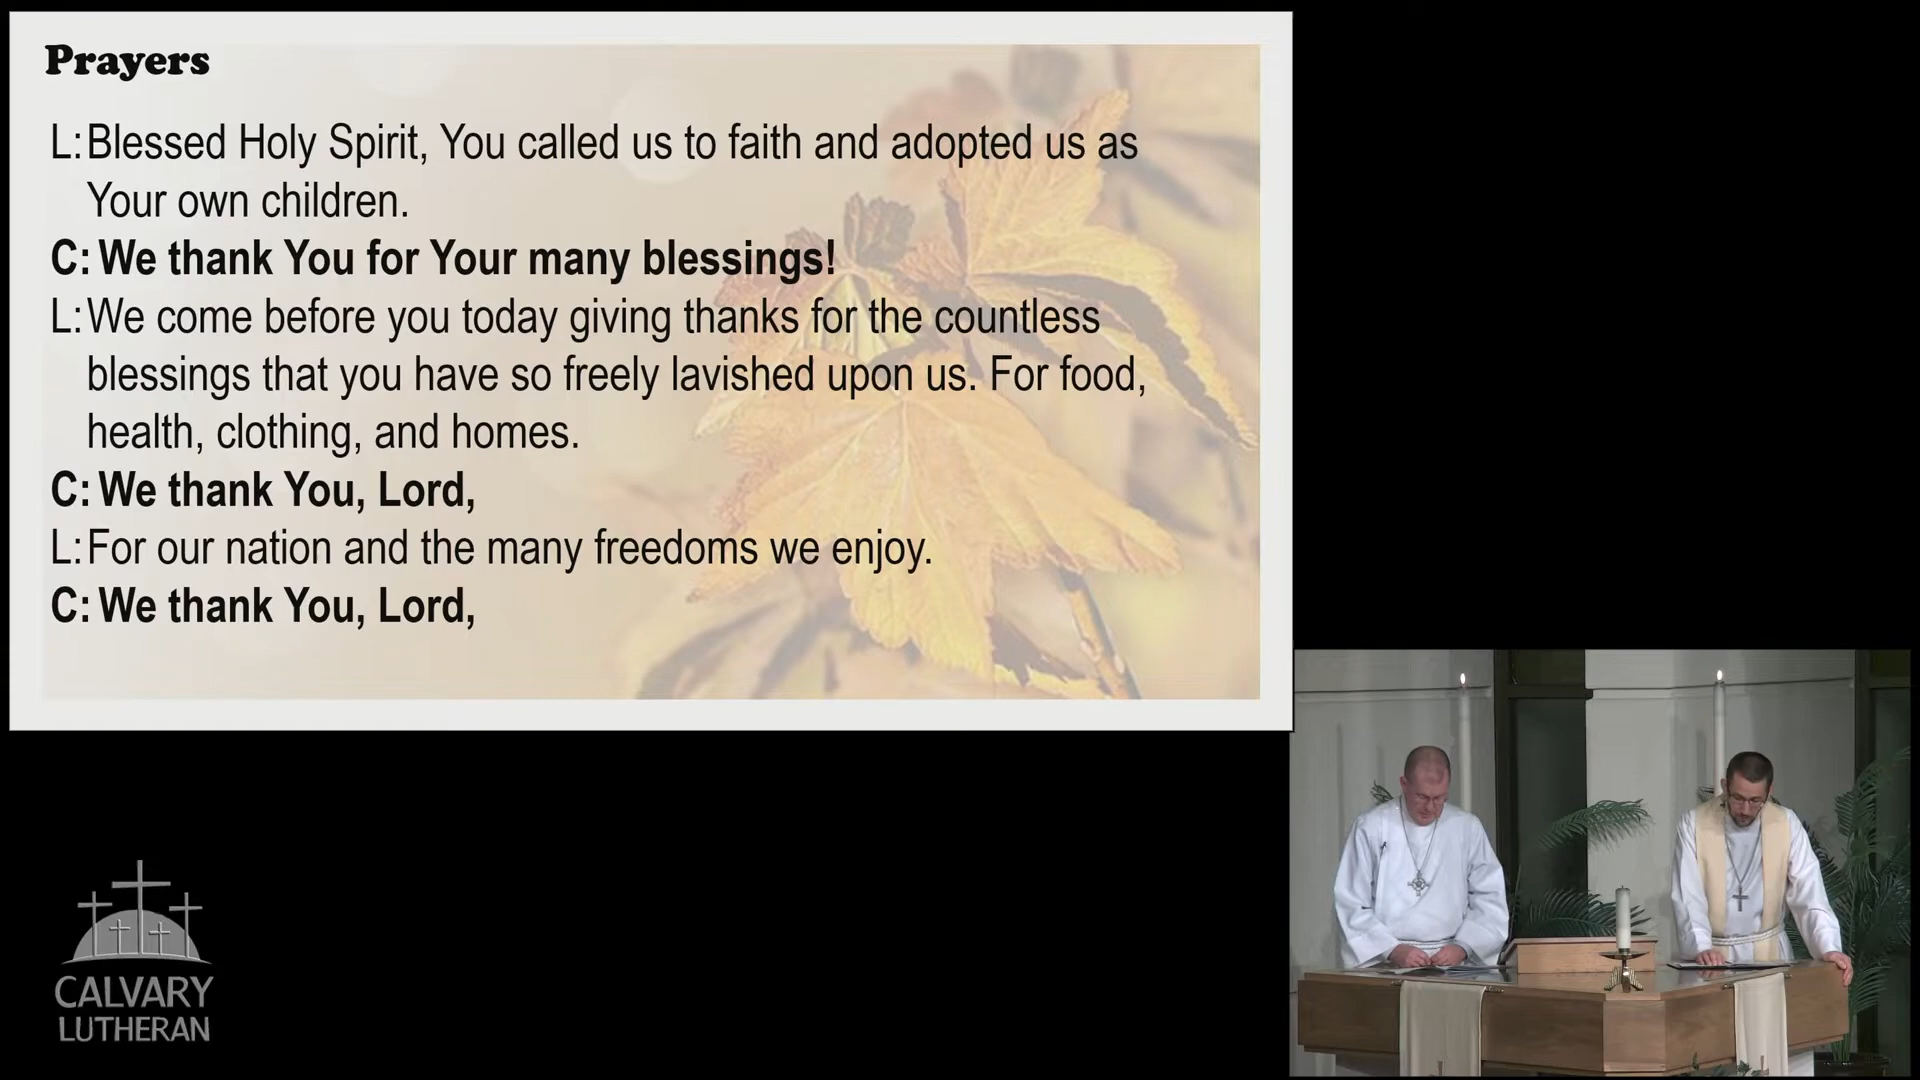 Prayers
L: Blessed Holy Spirit, You called us to faith and adopted us as
Your own children.
C: We thank You for Your many blessings!
L: We come before you today giving thanks for the countless
blessings that you have so freely lavished upon us. For food,
health, clothing, and homes.
C: We thank You, Lord,
L: For our nation and the many freedoms we enjoy.
C: We thank You, Lord,
CALVARY
LUTHERAN